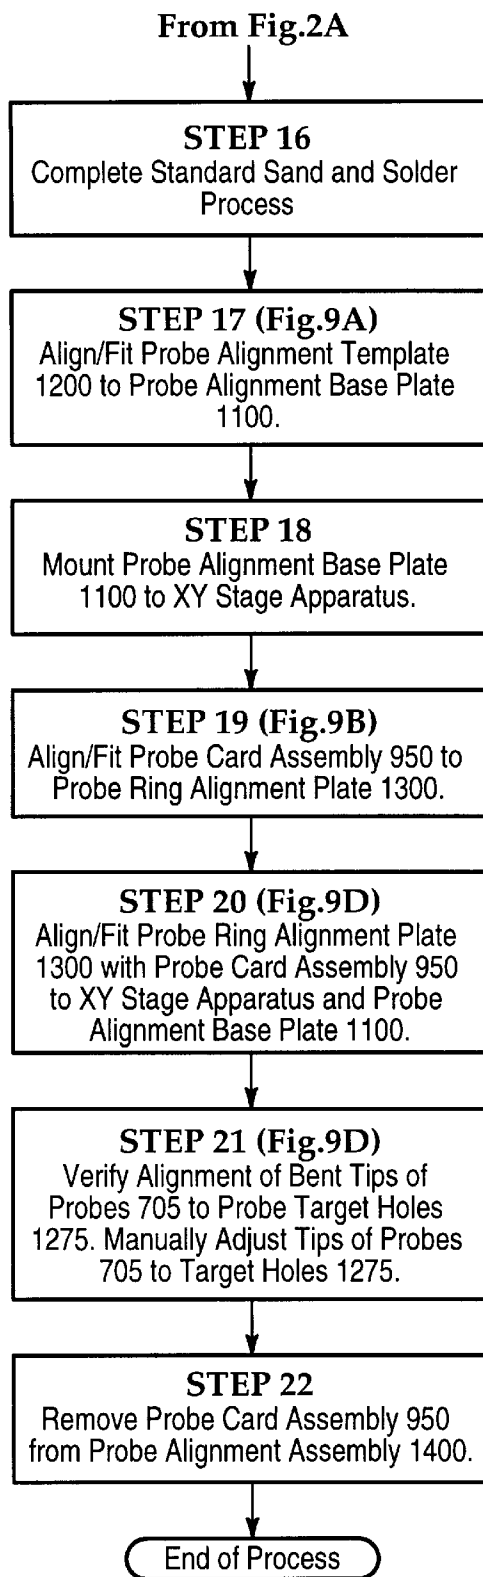 From Fig.2A
STEP 16
Complete Standard Sand and Solder
Process
STEP 17 (Fig.9A)
Align/Fit Probe Alignment Template
1200 to Probe Alignment Base Plate
1100.
STEP 18
Mount Probe Alignment Base Plate
1100 to XY Stage Apparatus.
STEP 19 (Fig.9B)
Align/Fit Probe Card Assembly 950 to
Probe Ring Alignment Plate 1300.
STEP 20 (Fig.9D)
Align/Fit Probe Ring Alignment Plate
1300 with Probe Card Assembly 950
to XY Stage Apparatus and Probe
Alignment Base Plate 1100.
STEP 21 (Fig.9D)
Verify Alignment of Bent Tips of
Probes 705 to Probe Target Holes
1275. Manually Adjust Tips of Probes
705 to Target Holes 1275.
STEP 22
Remove Probe Card Assembly 950
from Probe Alignment Assembly 1400.
End of Process